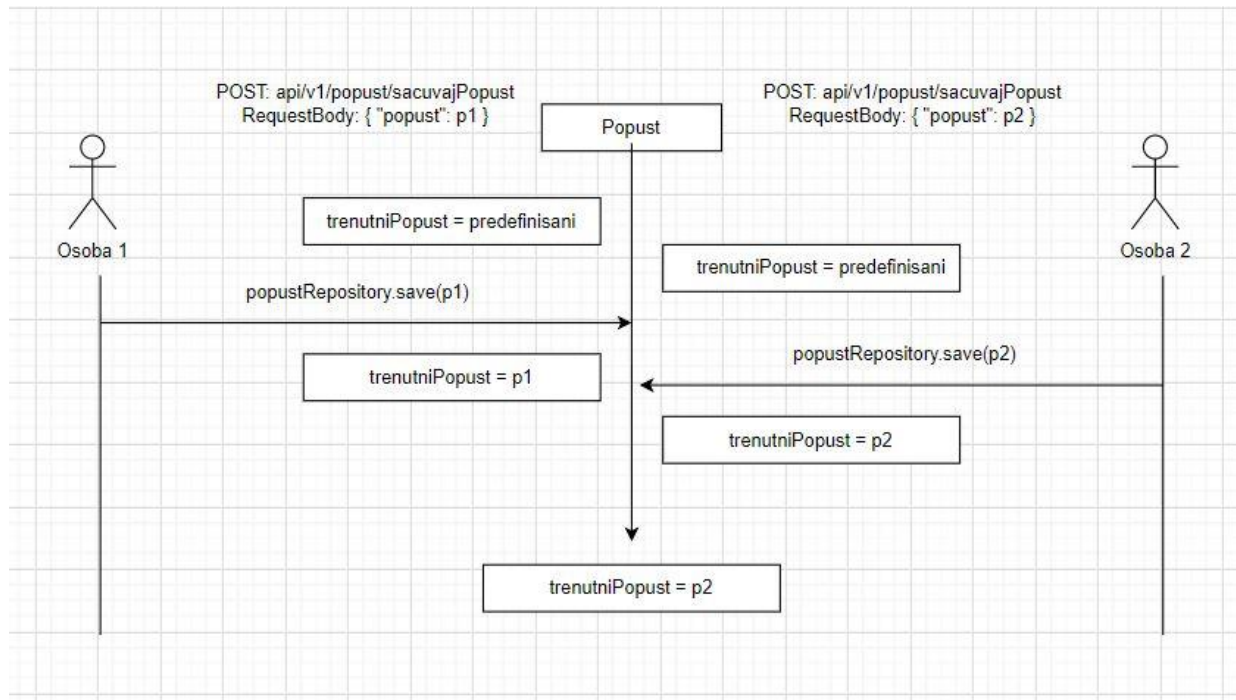 POST: api/v1/popust/sacuvajPopust
RequestBody: { "popust": p1 }
POST: api/v1/popust/sacuvajPopust
RequestBody: { "popust": p2 }
Popust
Osoba 1
Osoba 2
trenutniPopust = predefinisani
trenutniPopust = predefinisani
popustRepository.save(p1)
popustRepository.save(p2)
trenutniPopust = p1
trenutniPopust = p2
trenutniPopust = p2